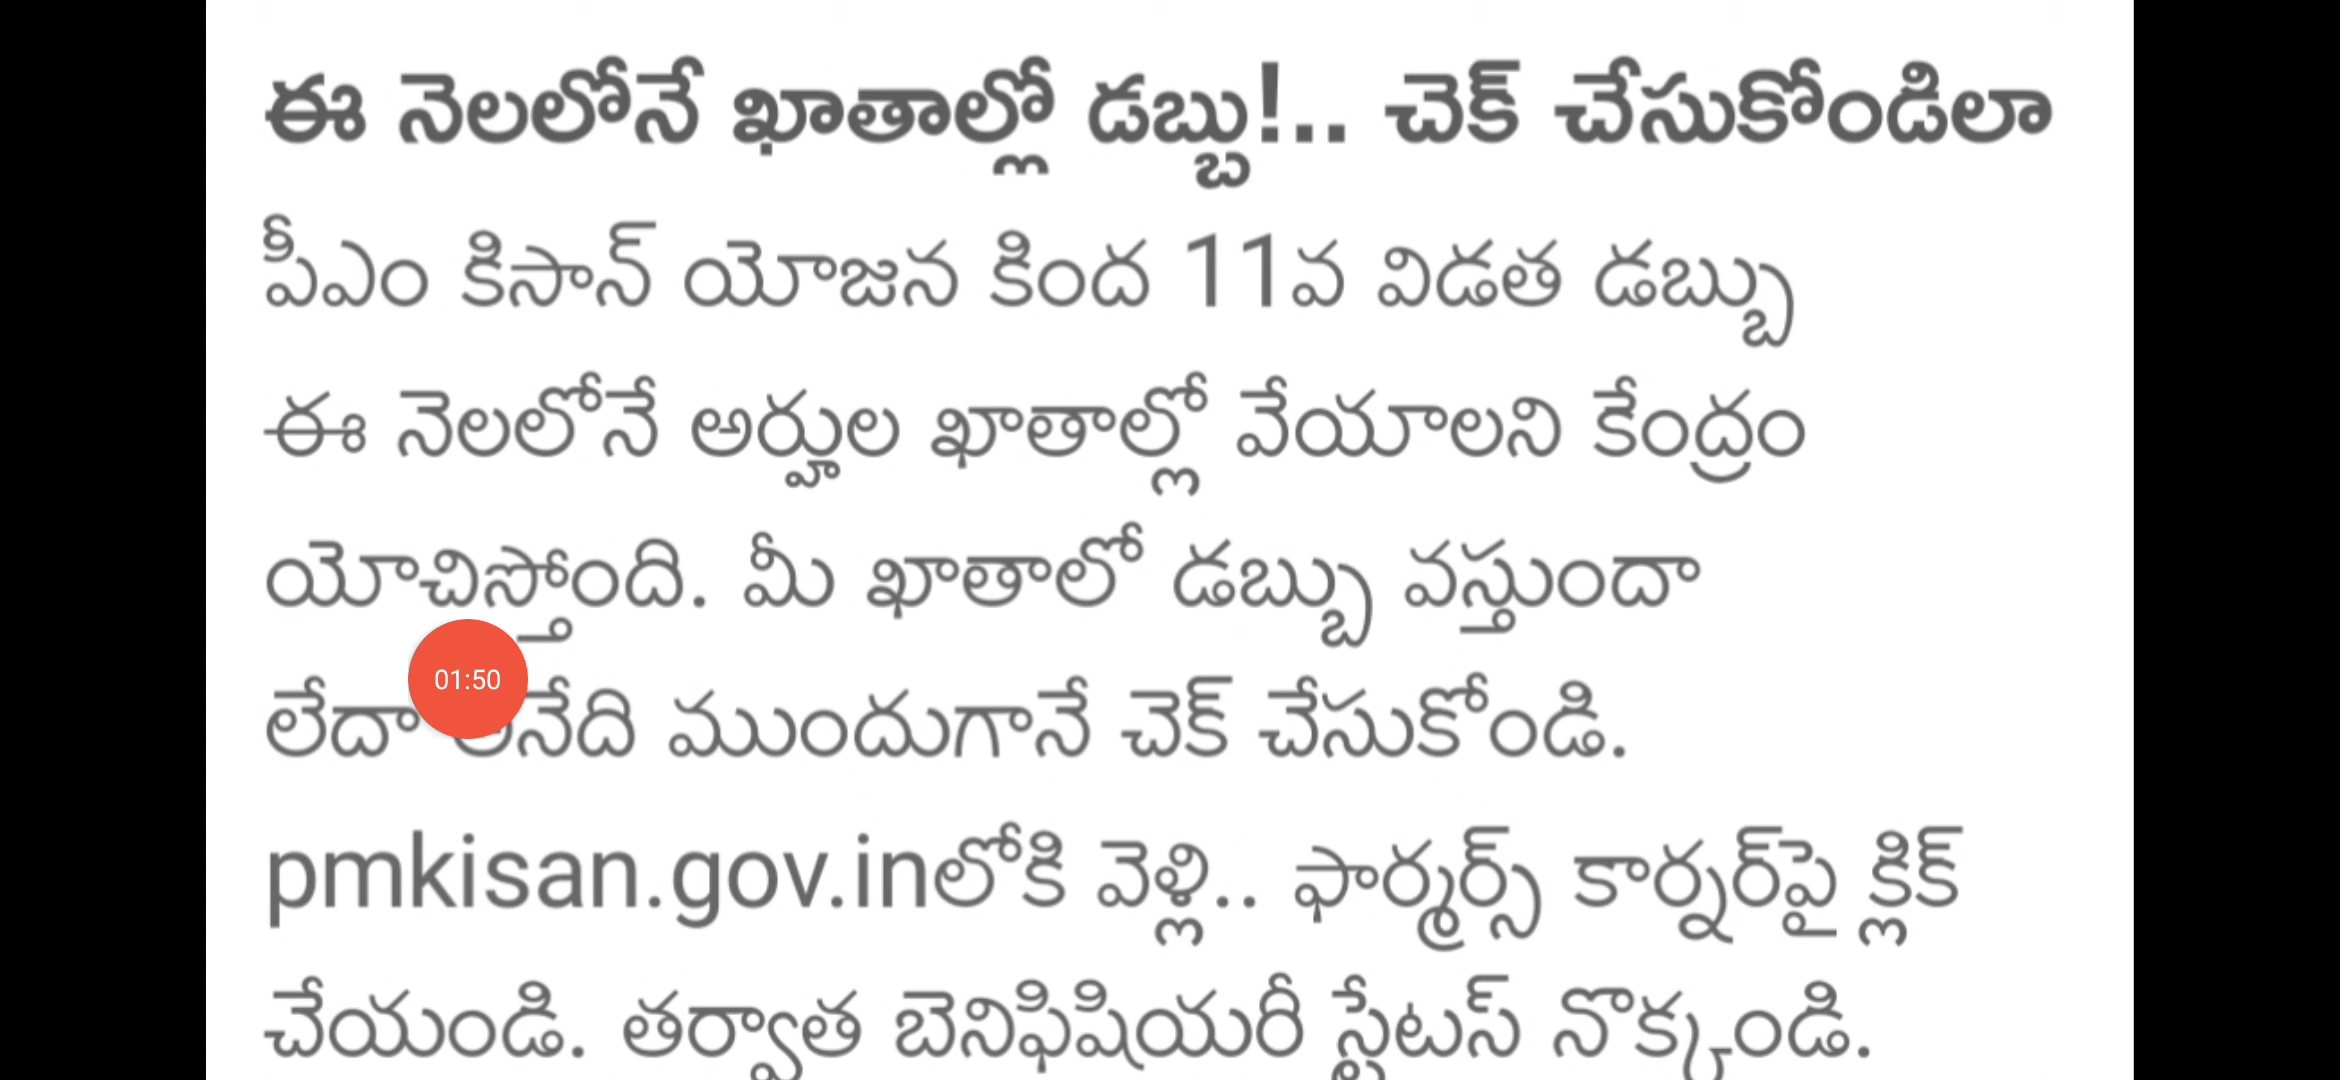 ఈ నెలలోనే ఖాతాల్లో డబ్బు!.. చెక్ చేసుకోండిలా
పీఎం కిసాన్ యోజన కింద 11వ విడత డబ్బు
ఈ నెలలోనే అర్హుల ఖాతాల్లో వేయాలని కేంద్రం
యోచిస్తోంది. మీ ఖాతాలో డబ్బు వస్తుందా
01:50
లేదా అనేది ముందుగానే చెక్ చేసుకోండి.
pmkisan.gov.inలోకి వెళ్లి.. ఫార్మర్స్ కార్నర్‌పై క్లిక్
చేయండి. తర్వాత బెనిఫిషియరీ స్టేటస్ నొక్కండి.